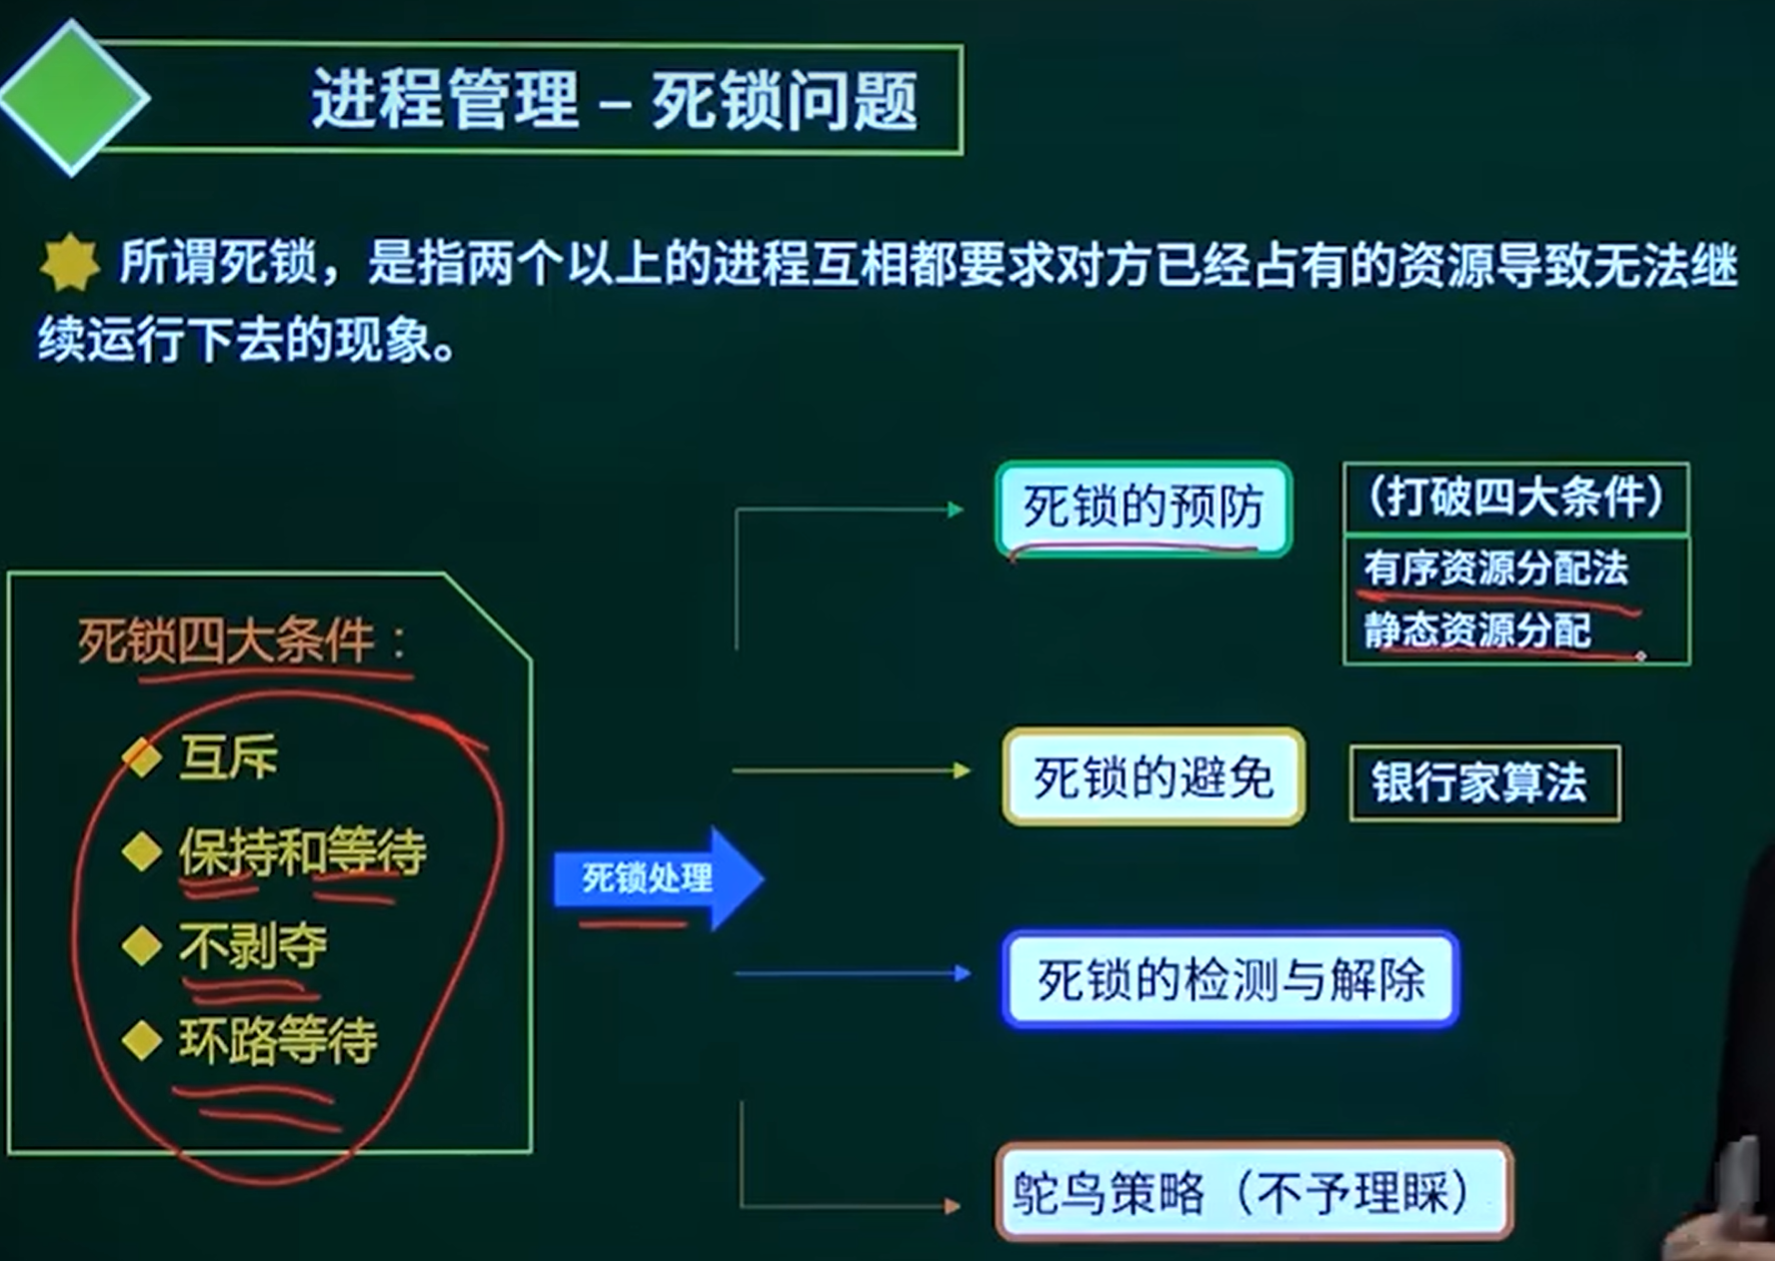 进程管理 – 死锁问题
所谓死锁，是指两个以上的进程互相都要求对方已经占有的资源导致无法继
续运行下去的现象。
死锁四大条件：
互斥
保持和等待
不剥夺
环路等待
死锁处理
死锁的预防
（打破四大条件）
有序资源分配法
静态资源分配
死锁的避免
银行家算法
死锁的检测与解除
鸵鸟策略（不予理睬）